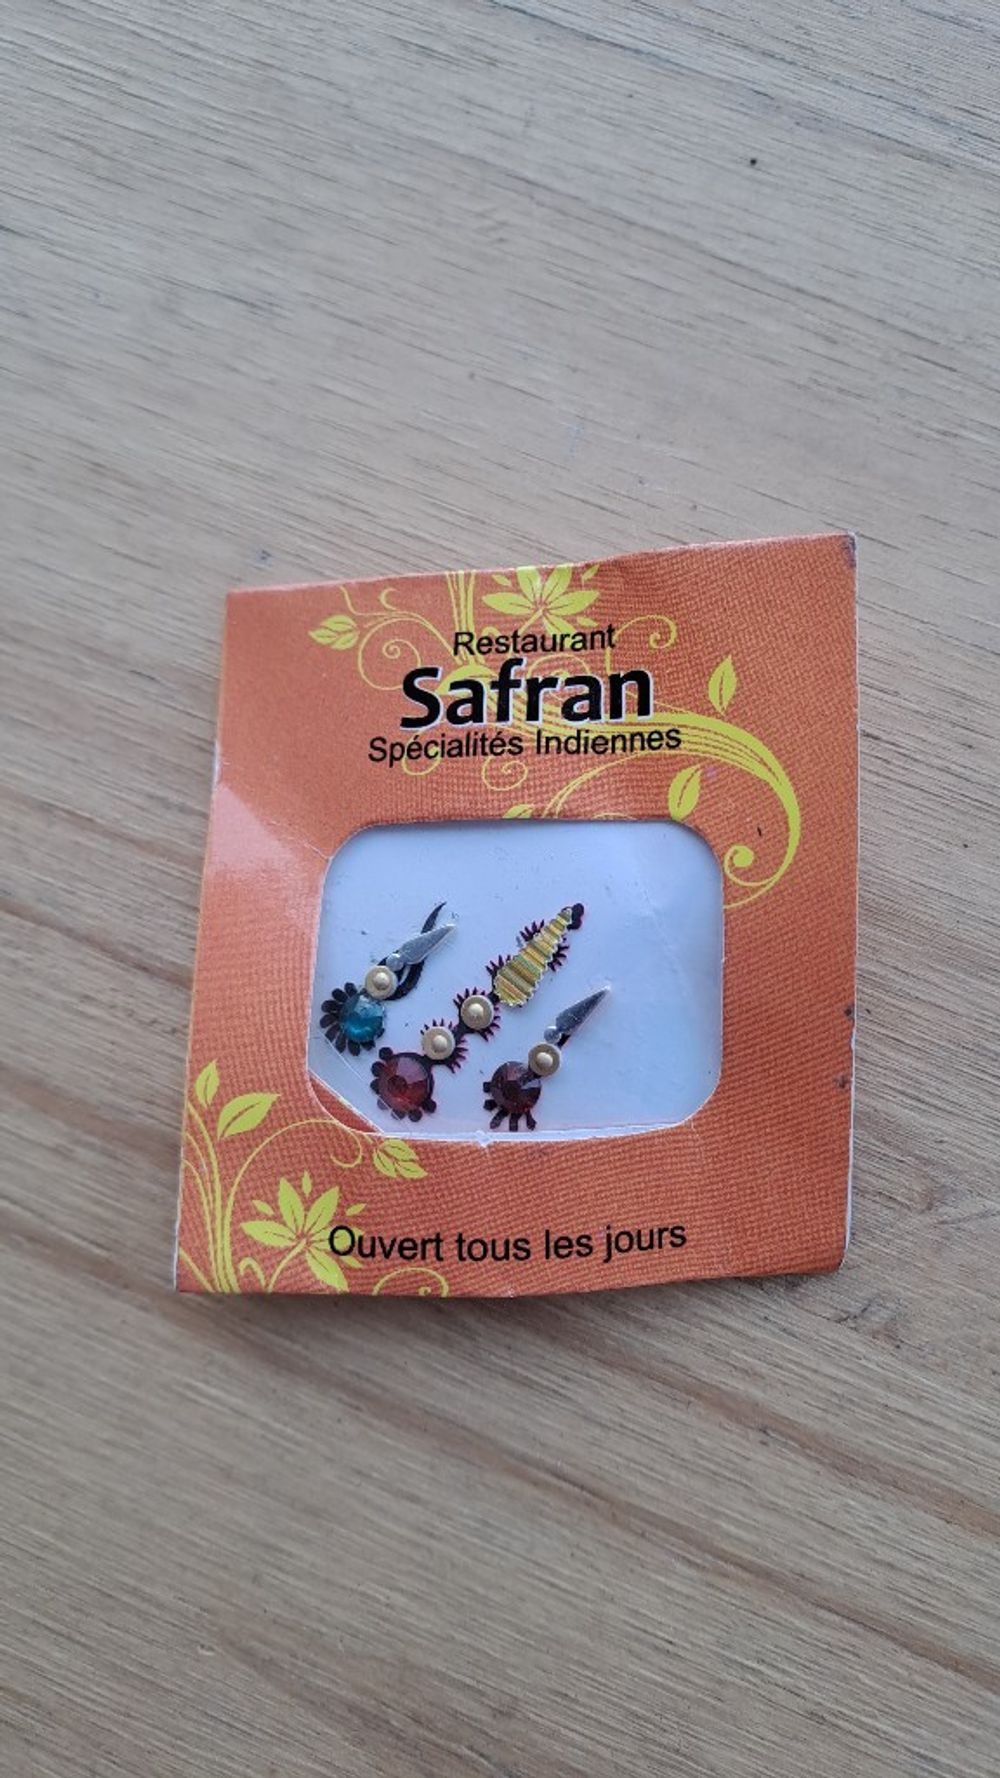 Restaurant
Safran
Spécialités Indiennes
Ouvert tous les jours